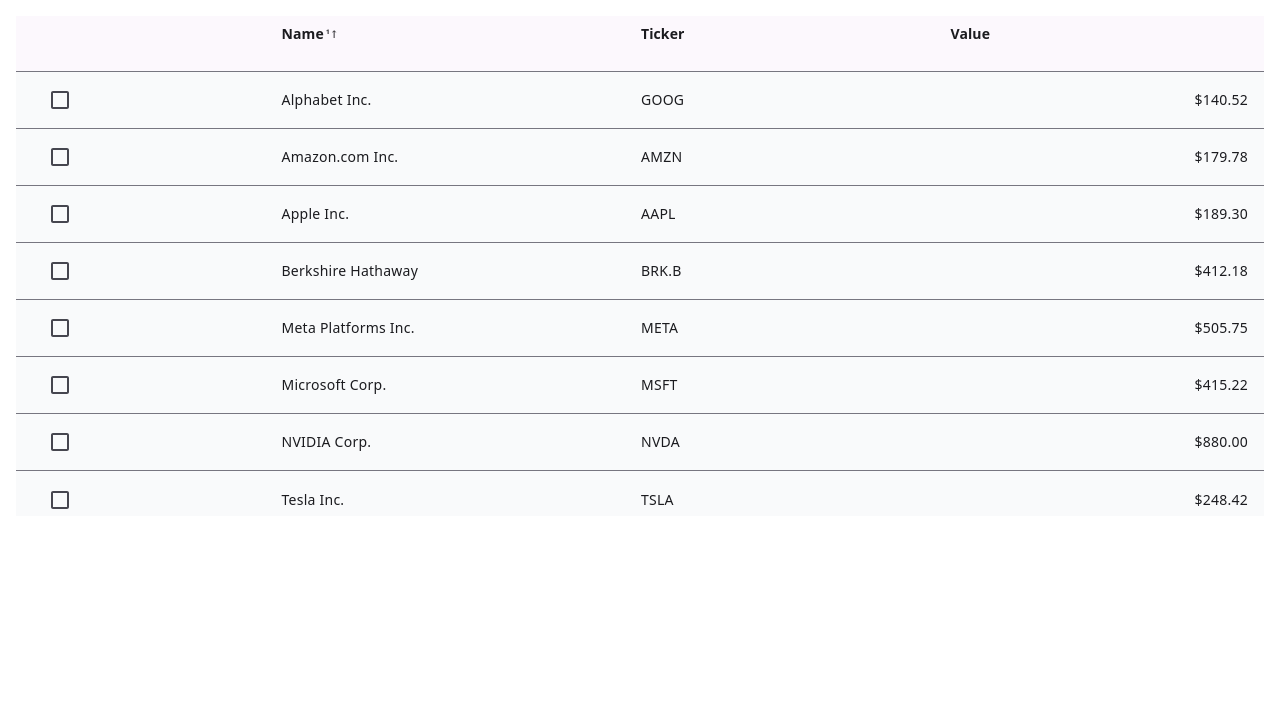 Name ¹↑ Ticker Value
Alphabet Inc. GOOG $140.52
Amazon.com Inc. AMZN $179.78
Apple Inc. AAPL $189.30
Berkshire Hathaway BRK.B $412.18
Meta Platforms Inc. META $505.75
Microsoft Corp. MSFT $415.22
NVIDIA Corp. NVDA $880.00
Tesla Inc. TSLA $248.42